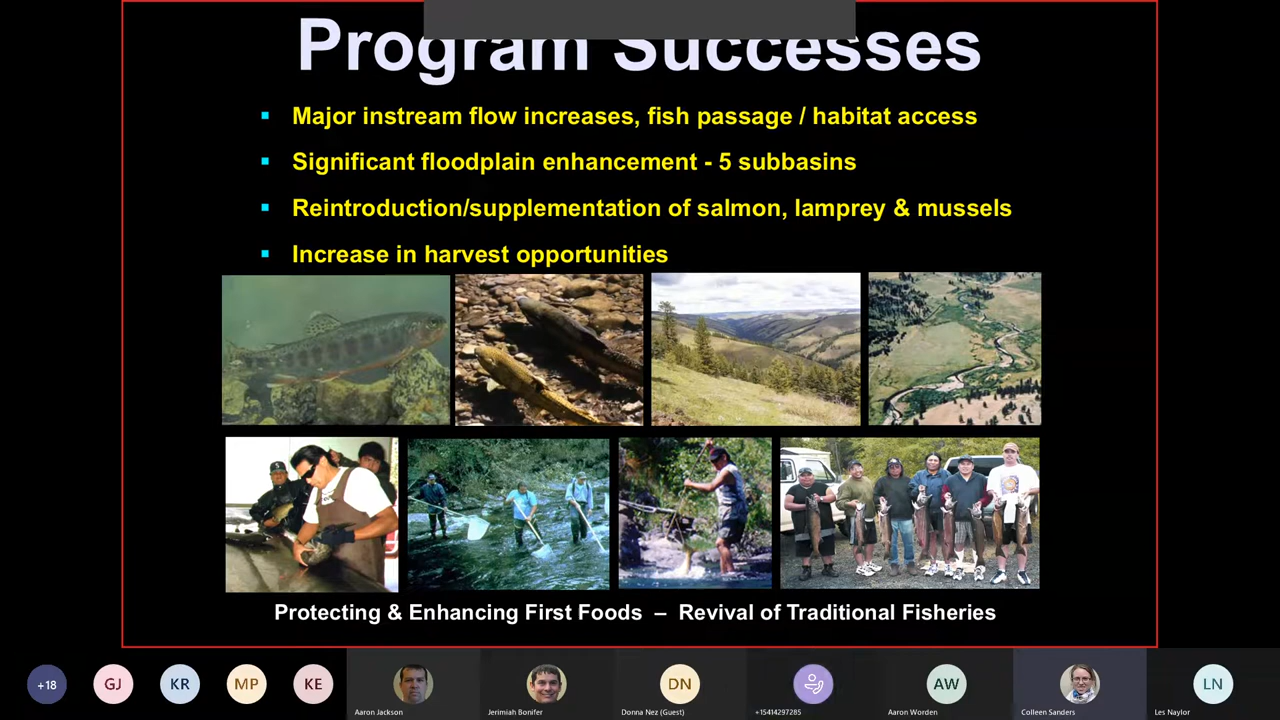 Program Successes
Major instream flow increases, fish passage / habitat access
Significant floodplain enhancement - 5 subbasins
Reintroduction/supplementation of salmon, lamprey & mussels
Increase in harvest opportunities
Protecting & Enhancing First Foods – Revival of Traditional Fisheries
+18 GJ KR MP KE DN AW LN
Aaron Jackson Jerimiah Bonifer Donna Nez (Guest) +15414297285 Aaron Worden Colleen Sanders Les Naylor